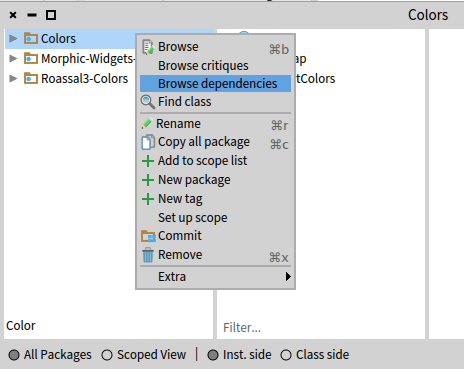 Colors
Colors
Morphic-Widgets-
Roassal3-Colors
ap
tColors
Browse ⌘b
Browse critiques
Browse dependencies
Find class
Rename ⌘r
Copy all package ⌘c
Add to scope list
New package
New tag
Set up scope
Commit
Remove ⌘x
Extra
Color
Filter...
All Packages Scoped View | Inst. side Class side